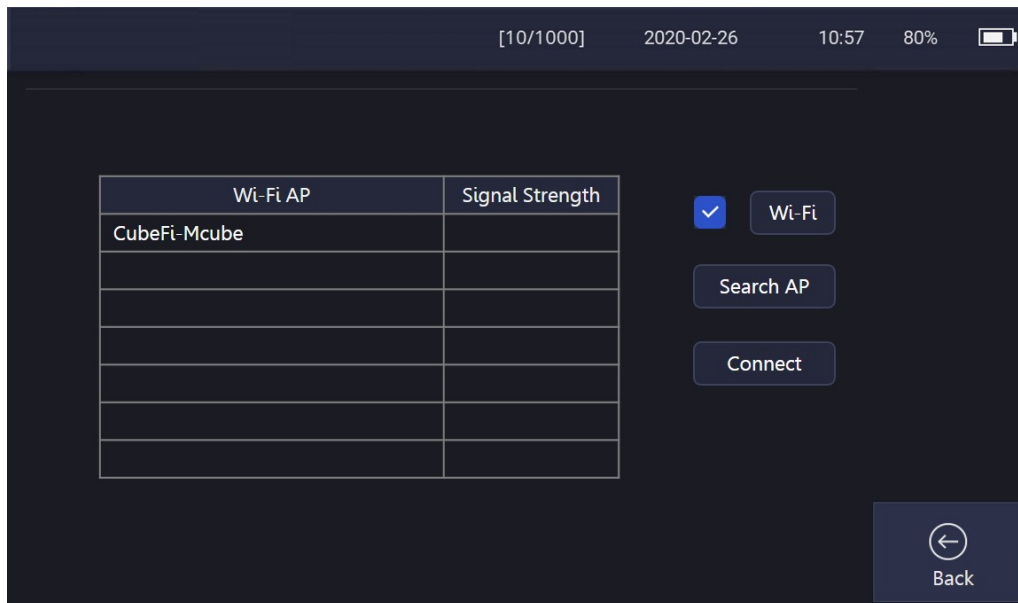 [10/1000] 2020-02-26 10:57 80%
Wi-Fi AP Signal Strength
CubeFi-Mcube
Wi-Fi
Search AP
Connect
Back